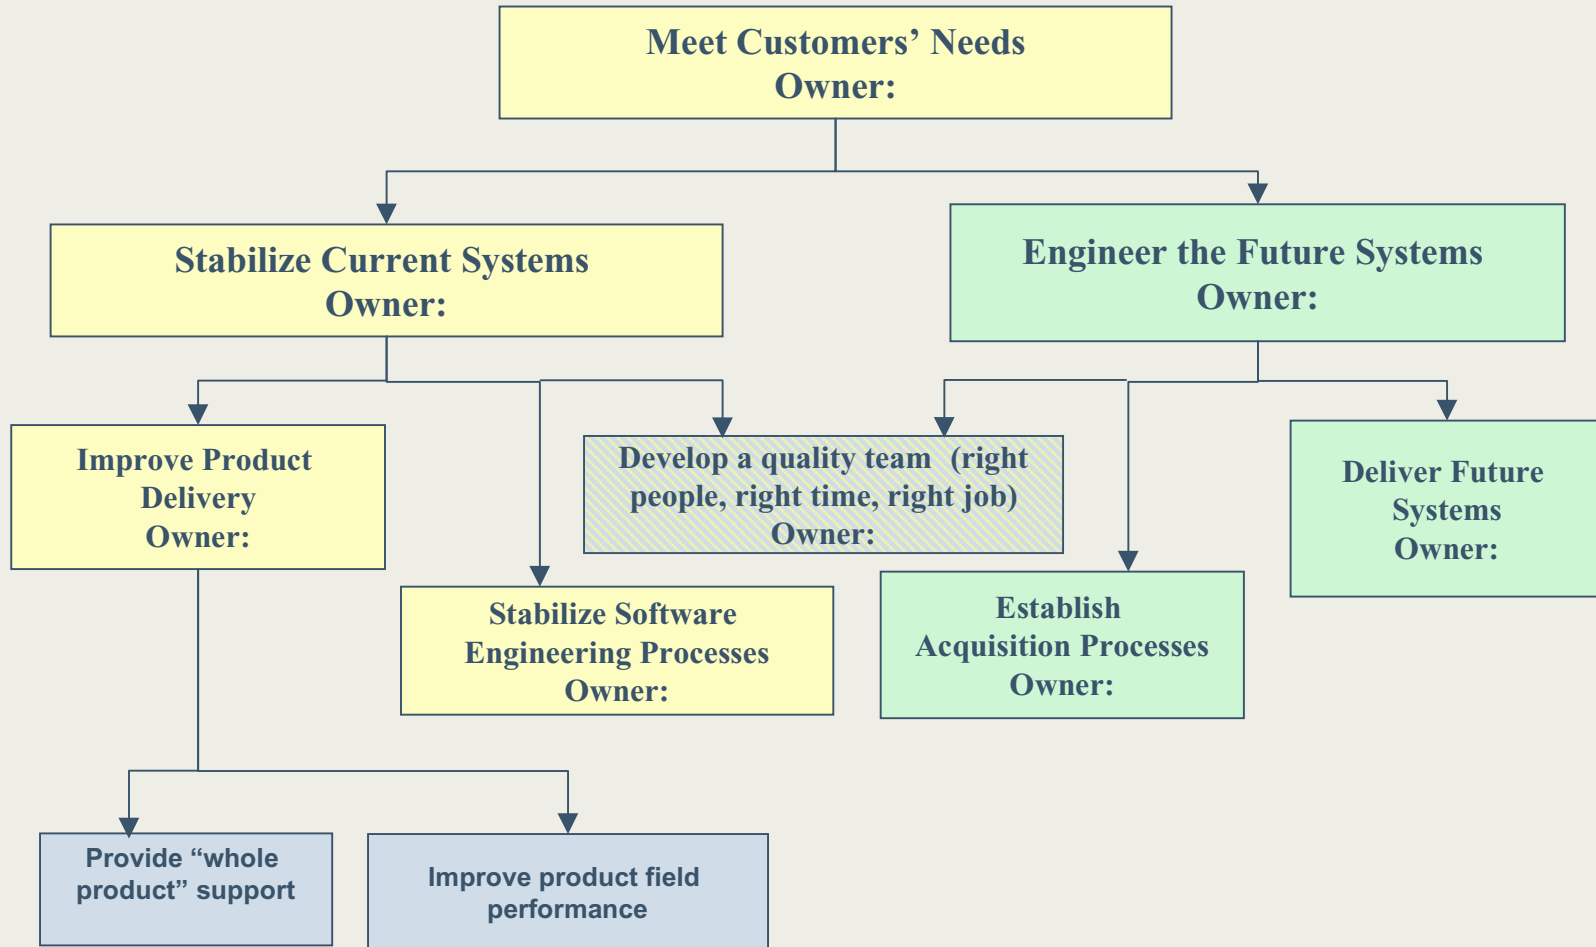 Meet Customers’ Needs
Owner:
Stabilize Current Systems
Owner:
Engineer the Future Systems
Owner:
Improve Product
Delivery
Owner:
Develop a quality team  (right
people, right time, right job)
Owner:
Deliver Future
Systems
Owner:
Stabilize Software
Engineering Processes
Owner:
Establish
Acquisition Processes
Owner:
Provide “whole
product” support
Improve product field
performance